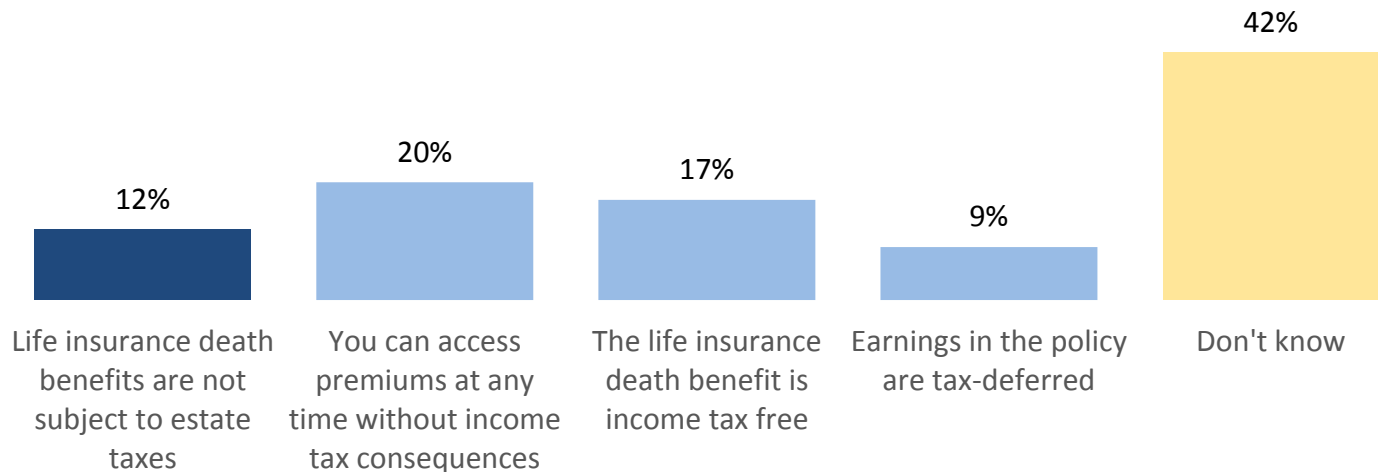 42%
20%
17%
12%
9%
Life insurance death
benefits are not
subject to estate
taxes
You can access
premiums at any
time without income
tax consequences
The life insurance
death benefit is
income tax free
Earnings in the policy
are tax-deferred
Don't know